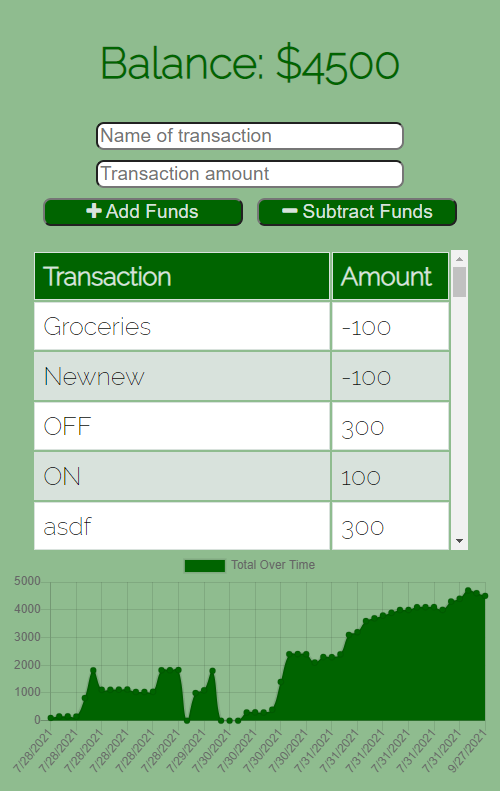 Balance: $4500
Name of transaction
Transaction amount
+ Add Funds
− Subtract Funds
Transaction Amount
Groceries -100
Newnew -100
OFF 300
ON 100
asdf 300
Total Over Time
5000
4000
3000
2000
1000
0
7/28/2021
7/28/2021
7/28/2021
7/28/2021
7/28/2021
7/28/2021
7/29/2021
7/30/2021
7/30/2021
7/30/2021
7/30/2021
7/31/2021
7/31/2021
7/31/2021
7/31/2021
7/31/2021
7/31/2021
9/27/2021